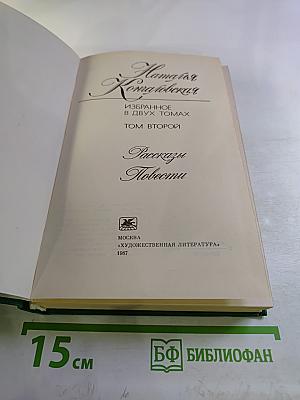 Наталья
Кончаловская
ИЗБРАННОЕ
В ДВУХ ТОМАХ
ТОМ ВТОРОЙ
Рассказы
Повести
МОСКВА
«ХУДОЖЕСТВЕННАЯ ЛИТЕРАТУРА»
1987
15 см
БФ БИБЛИОФАН